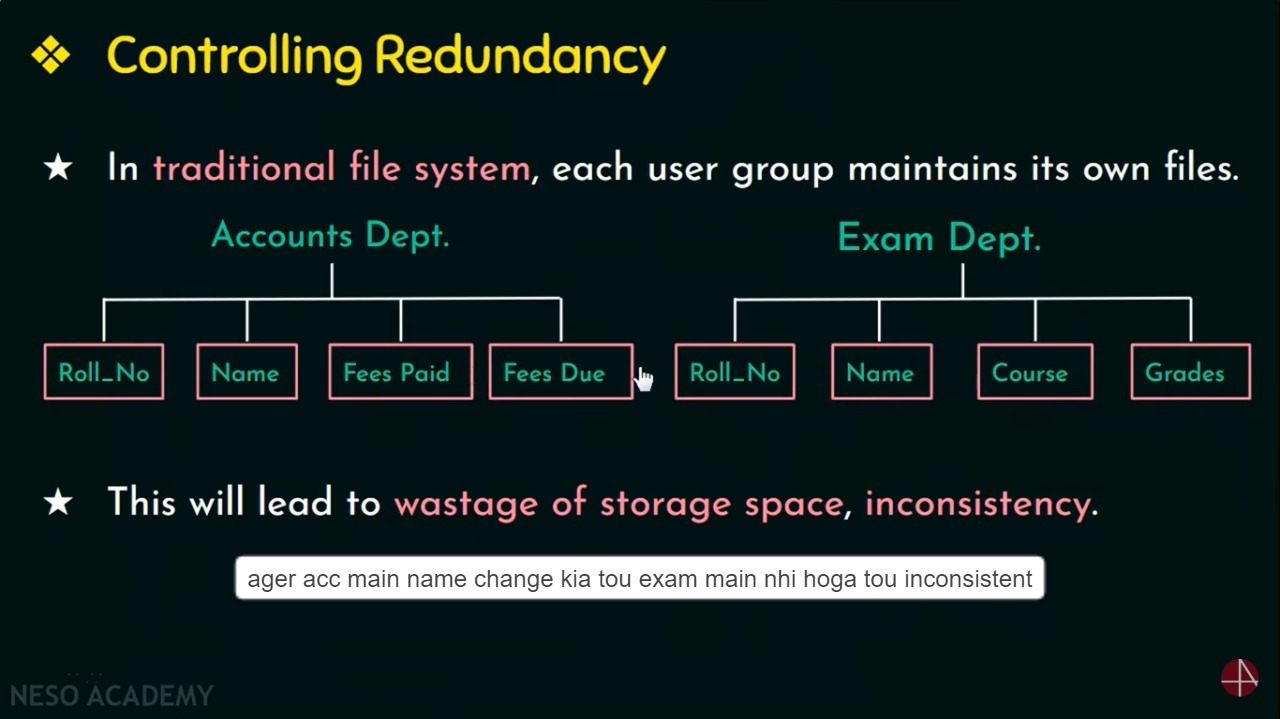 ❖ Controlling Redundancy
★ In traditional file system, each user group maintains its own files.
Accounts Dept.
Exam Dept.
Roll_No Name Fees Paid Fees Due
Roll_No Name Course Grades
★ This will lead to wastage of storage space, inconsistency.
ager acc main name change kia tou exam main nhi hoga tou inconsistent
NESO ACADEMY